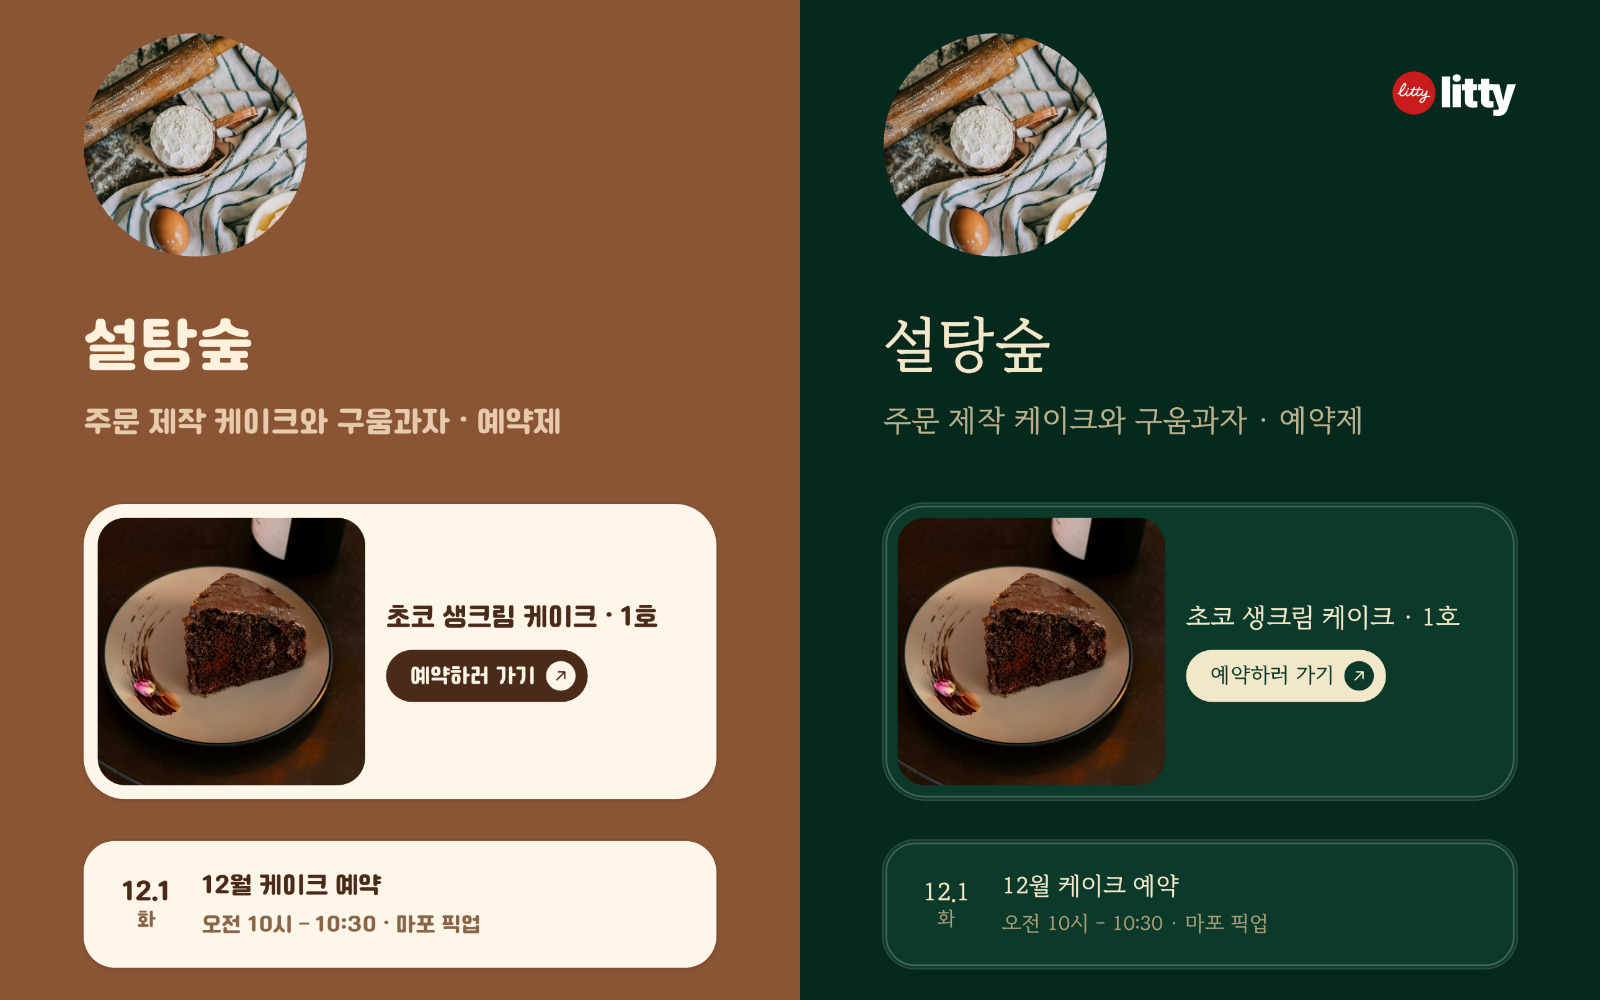 설탕숲
주문 제작 케이크와 구움과자 · 예약제
초코 생크림 케이크 · 1호
예약하러 가기
12.1
화
12월 케이크 예약
오전 10시 – 10:30 · 마포 픽업
litty litty
설탕숲
주문 제작 케이크와 구움과자 · 예약제
초코 생크림 케이크 · 1호
예약하러 가기
12.1
화
12월 케이크 예약
오전 10시 – 10:30 · 마포 픽업